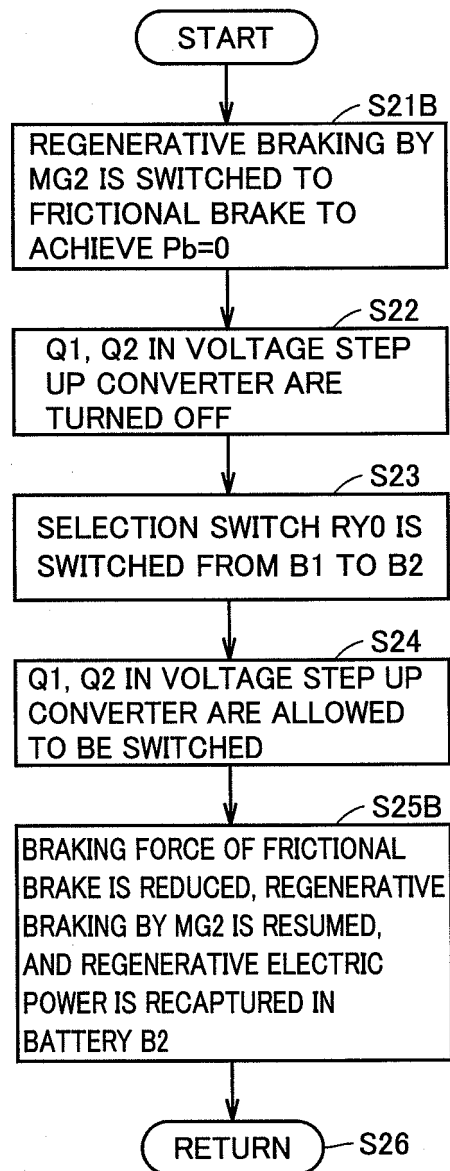 START
S21B
REGENERATIVE BRAKING BY
MG2 IS SWITCHED TO
FRICTIONAL BRAKE TO
ACHIEVE Pb=0
S22
Q1, Q2 IN VOLTAGE STEP
UP CONVERTER ARE
TURNED OFF
S23
SELECTION SWITCH RY0 IS
SWITCHED FROM B1 TO B2
S24
Q1, Q2 IN VOLTAGE STEP UP
CONVERTER ARE ALLOWED
TO BE SWITCHED
S25B
BRAKING FORCE OF FRICTIONAL
BRAKE IS REDUCED, REGENERATIVE
BRAKING BY MG2 IS RESUMED,
AND REGENERATIVE ELECTRIC
POWER IS RECAPTURED IN
BATTERY B2
RETURN
S26